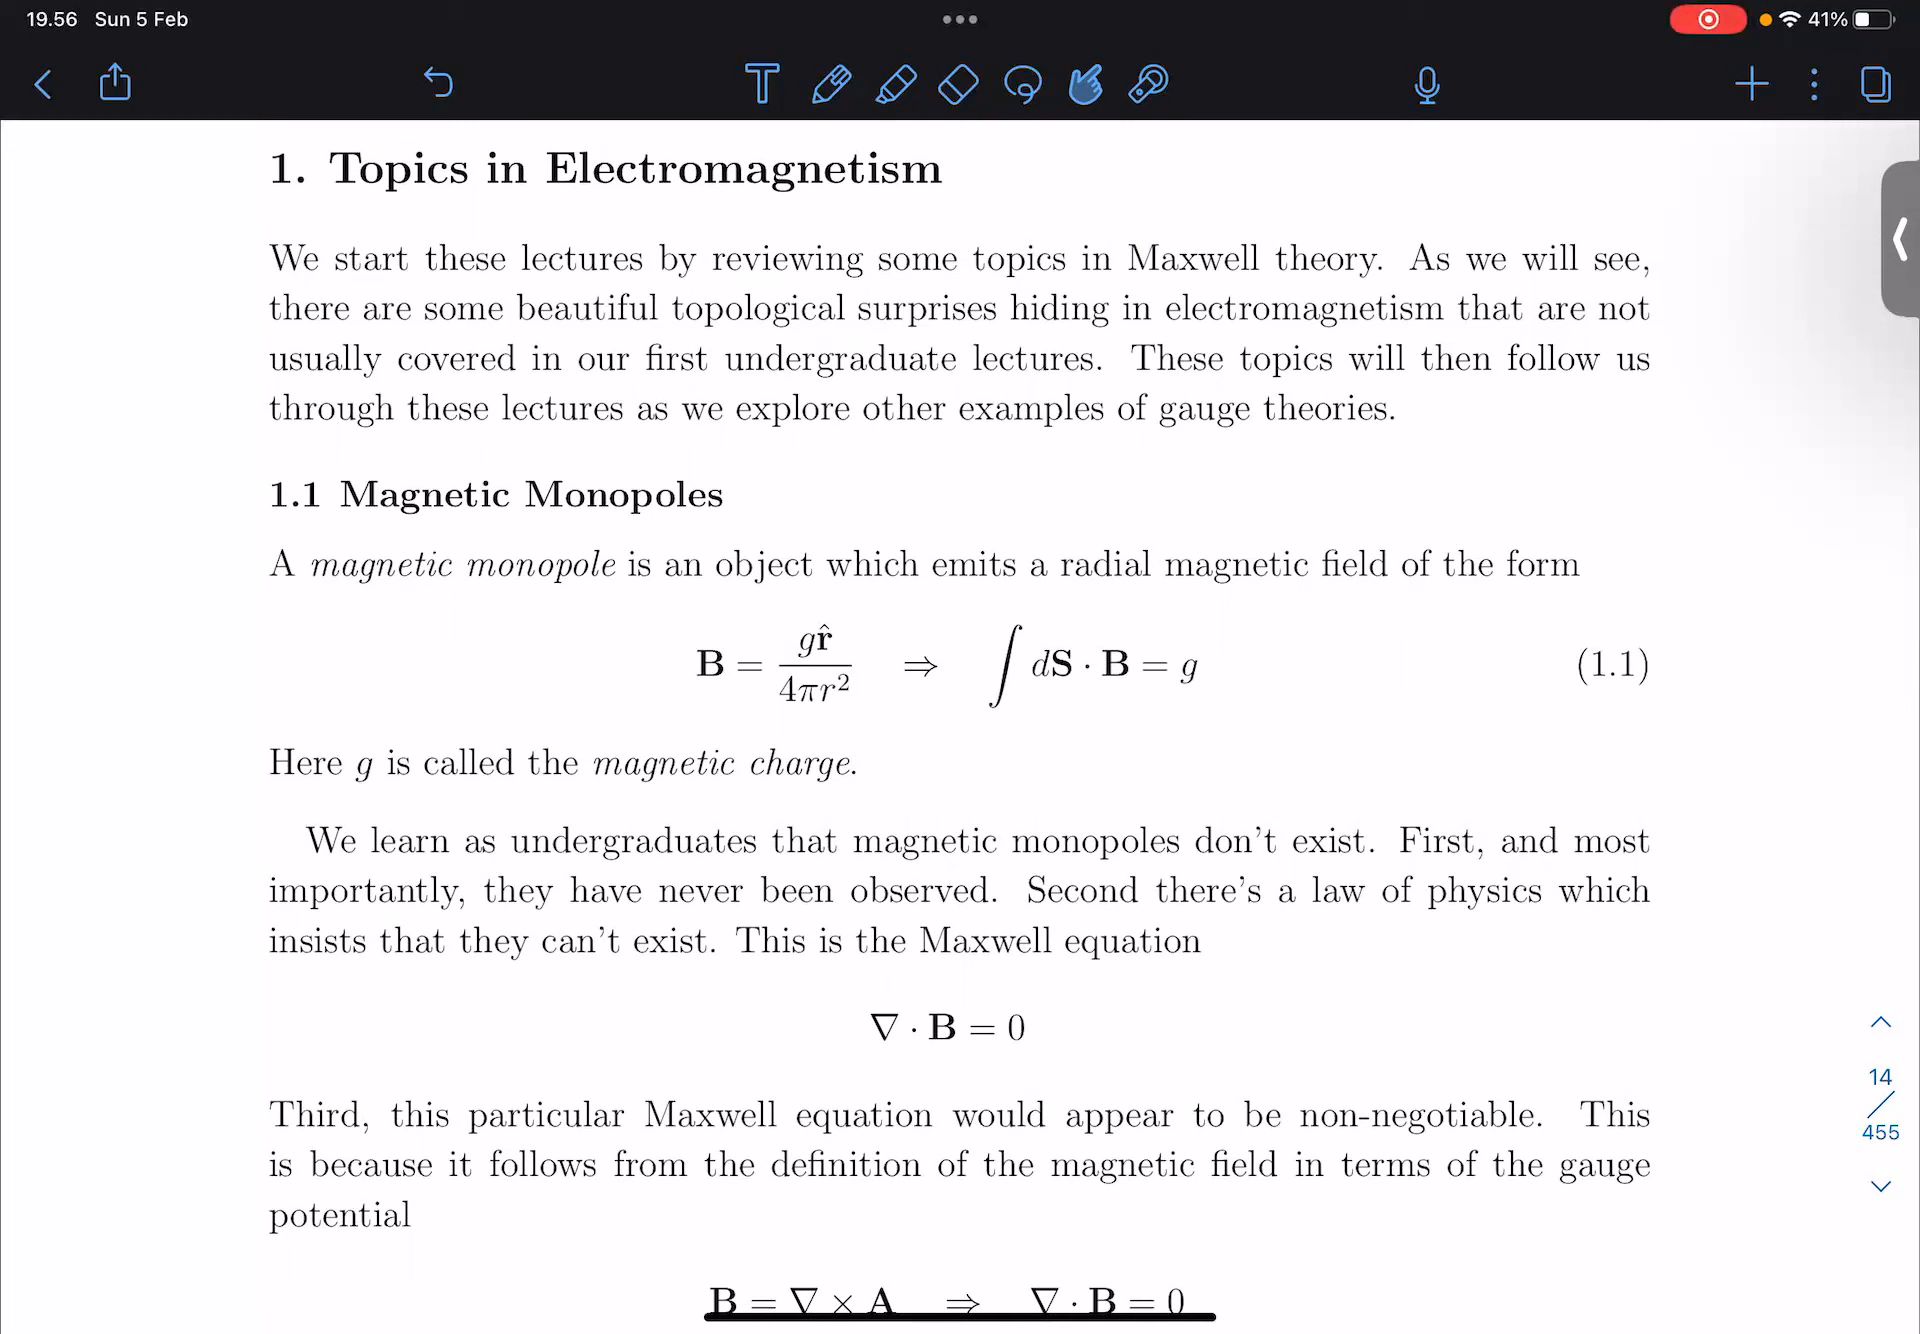 19.56 Sun 5 Feb
41%
1. Topics in Electromagnetism
We start these lectures by reviewing some topics in Maxwell theory. As we will see,
there are some beautiful topological surprises hiding in electromagnetism that are not
usually covered in our first undergraduate lectures. These topics will then follow us
through these lectures as we explore other examples of gauge theories.
1.1 Magnetic Monopoles
A magnetic monopole is an object which emits a radial magnetic field of the form
B = gr̂ / 4πr² ⇒ ∫ dS · B = g (1.1)
Here g is called the magnetic charge.
We learn as undergraduates that magnetic monopoles don't exist. First, and most
importantly, they have never been observed. Second there's a law of physics which
insists that they can't exist. This is the Maxwell equation
∇ · B = 0
Third, this particular Maxwell equation would appear to be non-negotiable. This
is because it follows from the definition of the magnetic field in terms of the gauge
potential
B = ∇ × A ⇒ ∇ · B = 0
14
/
455